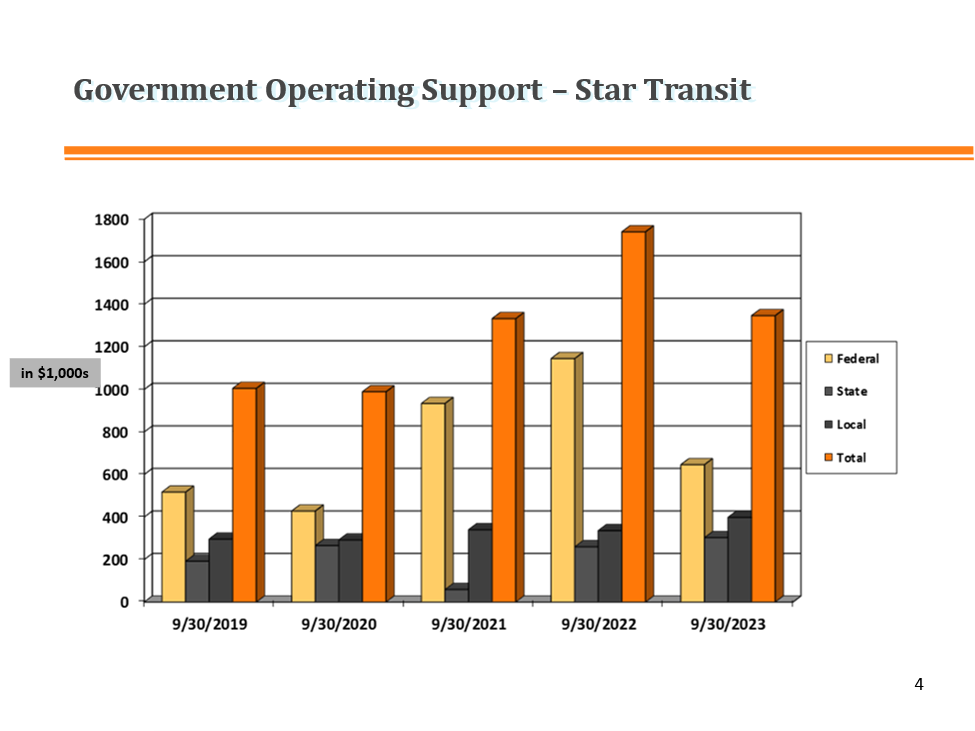 Government Operating Support – Star Transit
1800
1600
1400
1200
in $1,000s
1000
800
600
400
200
0
9/30/2019 9/30/2020 9/30/2021 9/30/2022 9/30/2023
Federal
State
Local
Total
4